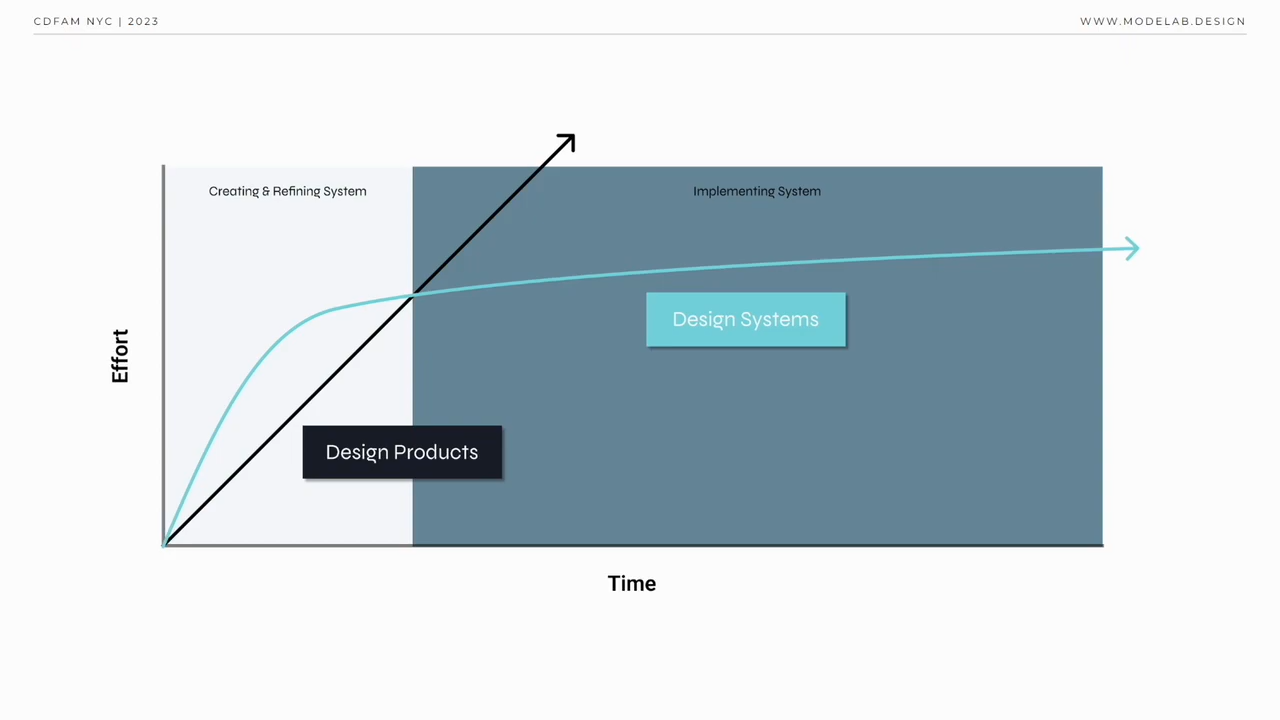 CDFAM NYC | 2023
WWW.MODELAB.DESIGN
Creating & Refining System
Implementing System
Design Systems
Effort
Design Products
Time